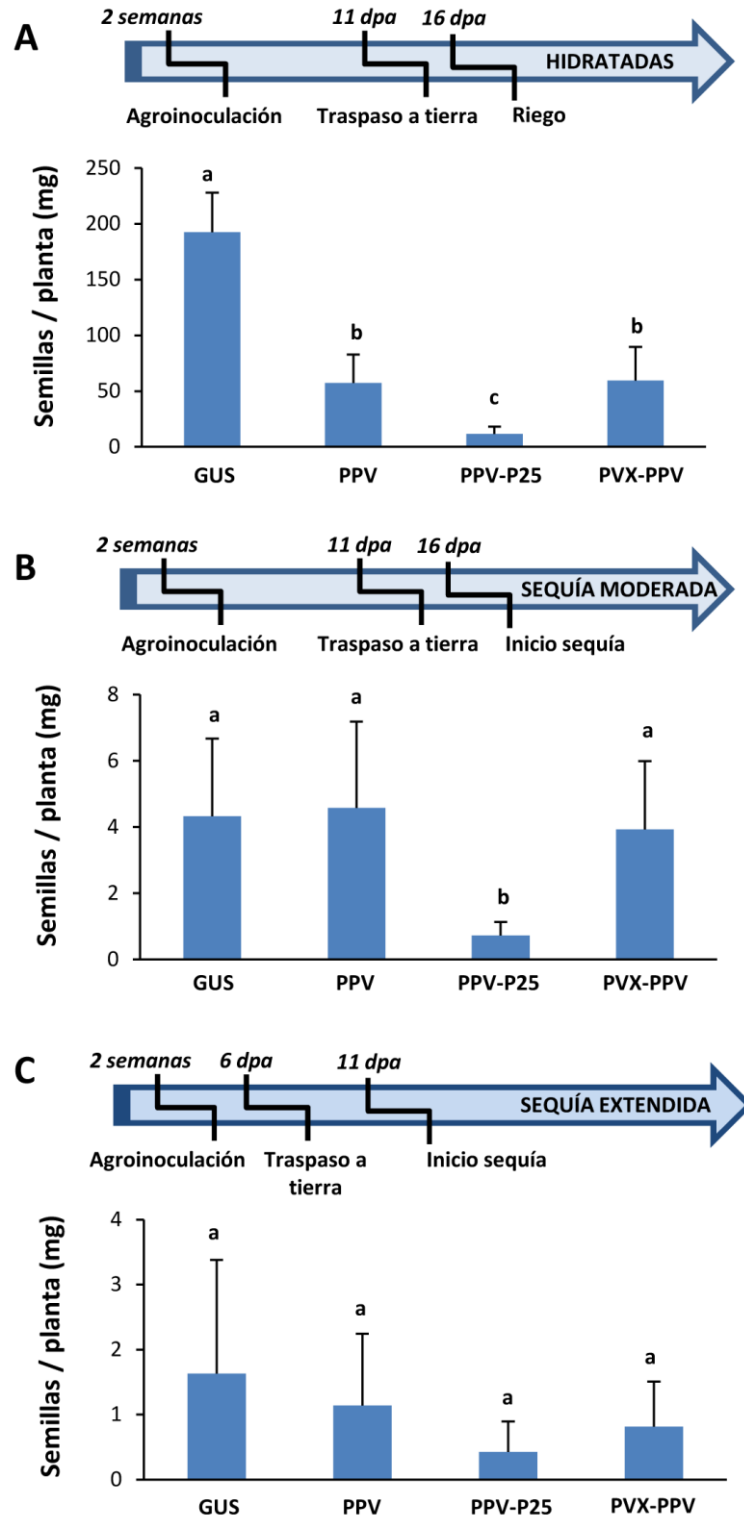 A
2 semanas 11 dpa 16 dpa
HIDRATADAS
Agroinoculación Traspaso a tierra Riego
Semillas / planta (mg)
250
200
150
100
50
0
a
b
c
b
GUS PPV PPV-P25 PVX-PPV
B
2 semanas 11 dpa 16 dpa
SEQUÍA MODERADA
Agroinoculación Traspaso a tierra Inicio sequía
Semillas / planta (mg)
8
6
4
2
0
a
a
b
a
GUS PPV PPV-P25 PVX-PPV
C
2 semanas 6 dpa 11 dpa
SEQUÍA EXTENDIDA
Agroinoculación Traspaso a Inicio sequía
tierra
Semillas / planta (mg)
4
3
2
1
0
a
a
a
a
GUS PPV PPV-P25 PVX-PPV